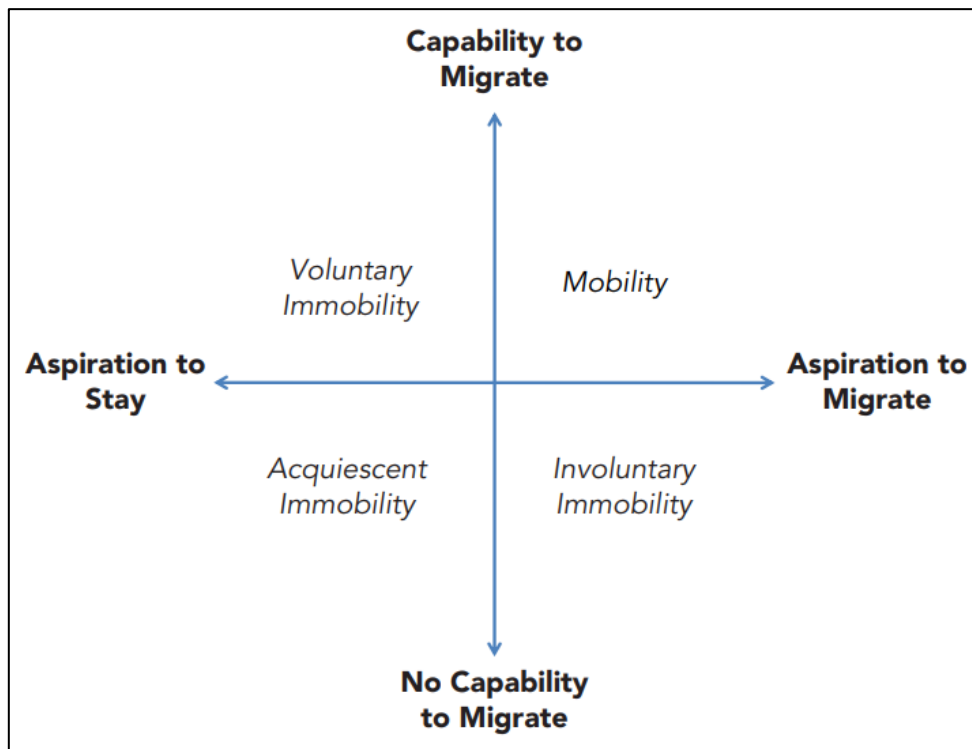 Capability to
Migrate
Voluntary
Immobility
Mobility
Aspiration to
Stay
Aspiration to
Migrate
Acquiescent
Immobility
Involuntary
Immobility
No Capability
to Migrate